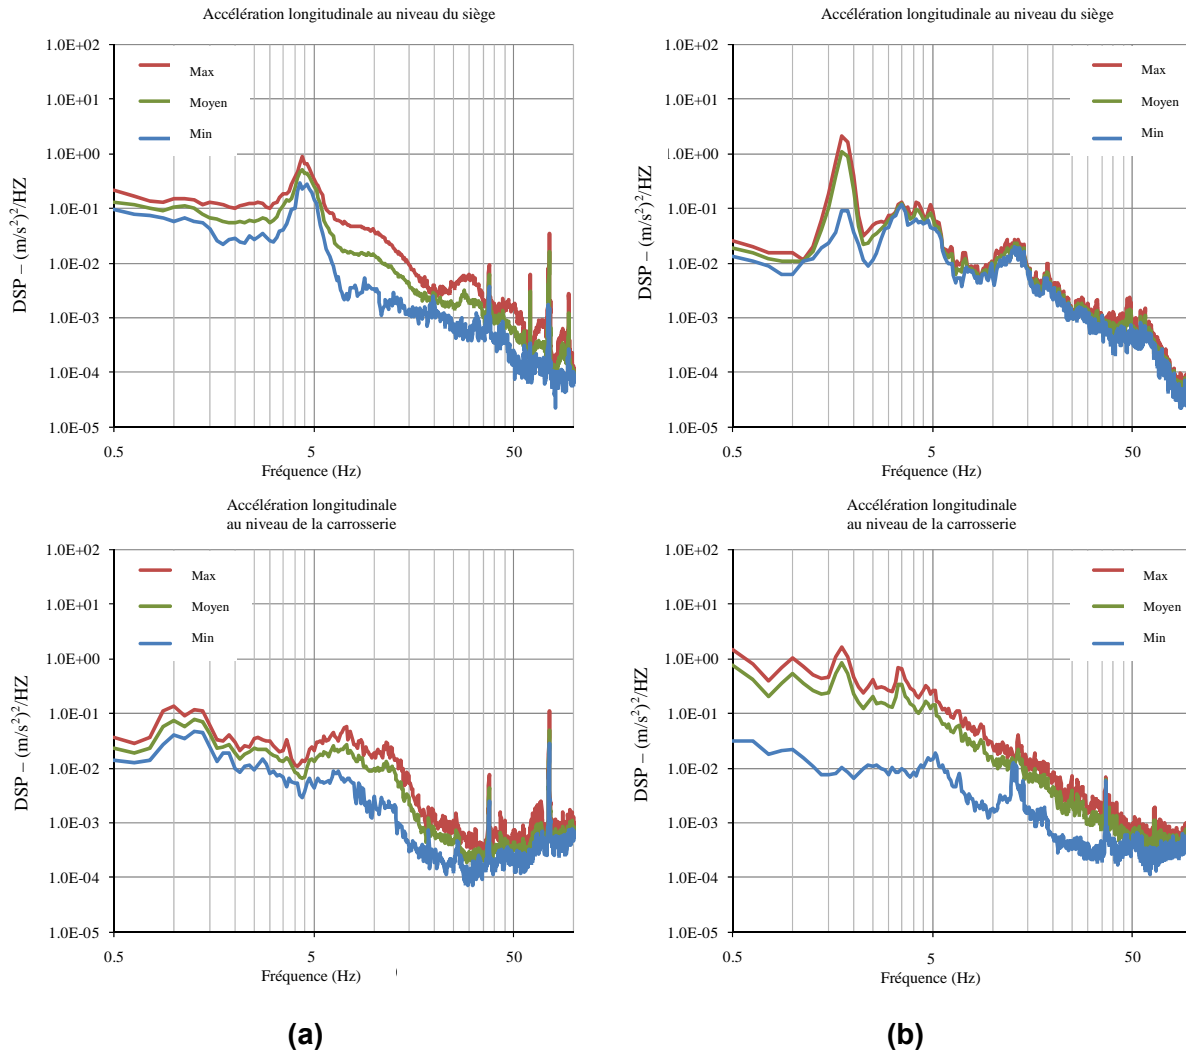 Accélération longitudinale au niveau du siège
1.0E+02
1.0E+01
1.0E+00
1.0E-01
1.0E-02
1.0E-03
1.0E-04
1.0E-05
DSP – (m/s²)²/HZ
Max
Moyen
Min
0.5
5
50
Fréquence (Hz)
Accélération longitudinale au niveau du siège
1.0E+02
1.0E+01
1.0E+00
1.0E-01
1.0E-02
1.0E-03
1.0E-04
1.0E-05
DSP – (m/s²)²/HZ
Max
Moyen
Min
0.5
5
50
Fréquence (Hz)
Accélération longitudinale
au niveau de la carrosserie
1.0E+02
1.0E+01
1.0E+00
1.0E-01
1.0E-02
1.0E-03
1.0E-04
1.0E-05
DSP – (m/s²)²/HZ
Max
Moyen
Min
0.5
5
50
Fréquence (Hz)
Accélération longitudinale
au niveau de la carrosserie
1.0E+02
1.0E+01
1.0E+00
1.0E-01
1.0E-02
1.0E-03
1.0E-04
1.0E-05
DSP – (m/s²)²/HZ
Max
Moyen
Min
0.5
5
50
Fréquence (Hz)
(a)
(b)